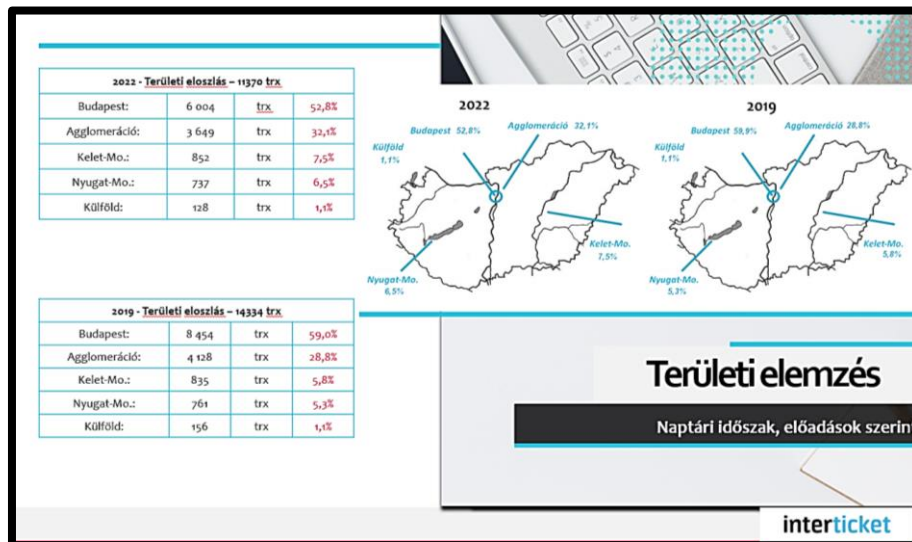 2022 - Területi eloszlás – 11370 trx
Budapest: 6 004 trx 52,8%
Agglomeráció: 3 649 trx 32,1%
Kelet-Mo.: 852 trx 7,5%
Nyugat-Mo.: 737 trx 6,5%
Külföld: 128 trx 1,1%
2019 - Területi eloszlás – 14334 trx
Budapest: 8 454 trx 59,0%
Agglomeráció: 4 128 trx 28,8%
Kelet-Mo.: 835 trx 5,8%
Nyugat-Mo.: 761 trx 5,3%
Külföld: 156 trx 1,1%
2022
Budapest 52,8%
Agglomeráció 32,1%
Külföld
1,1%
Kelet-Mo.
7,5%
Nyugat-Mo.
6,5%
2019
Budapest 59,9%
Agglomeráció 28,8%
Külföld
1,1%
Kelet-Mo.
5,8%
Nyugat-Mo.
5,3%
Területi elemzés
Naptári időszak, előadások szerint
interticket